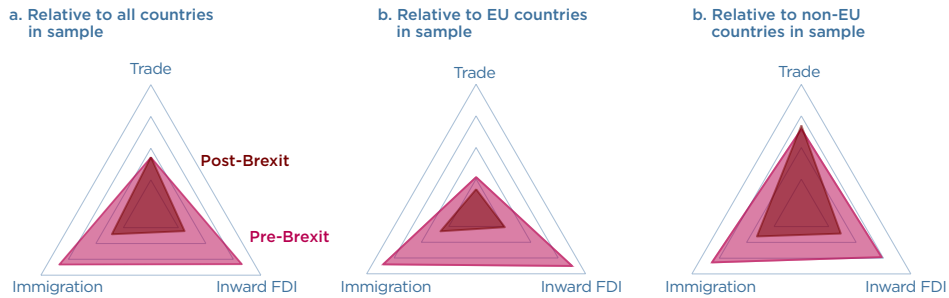 a. Relative to all countries
in sample
Trade
Post-Brexit
Pre-Brexit
Immigration
Inward FDI
b. Relative to EU countries
in sample
Trade
Immigration
Inward FDI
b. Relative to non-EU
countries in sample
Trade
Immigration
Inward FDI